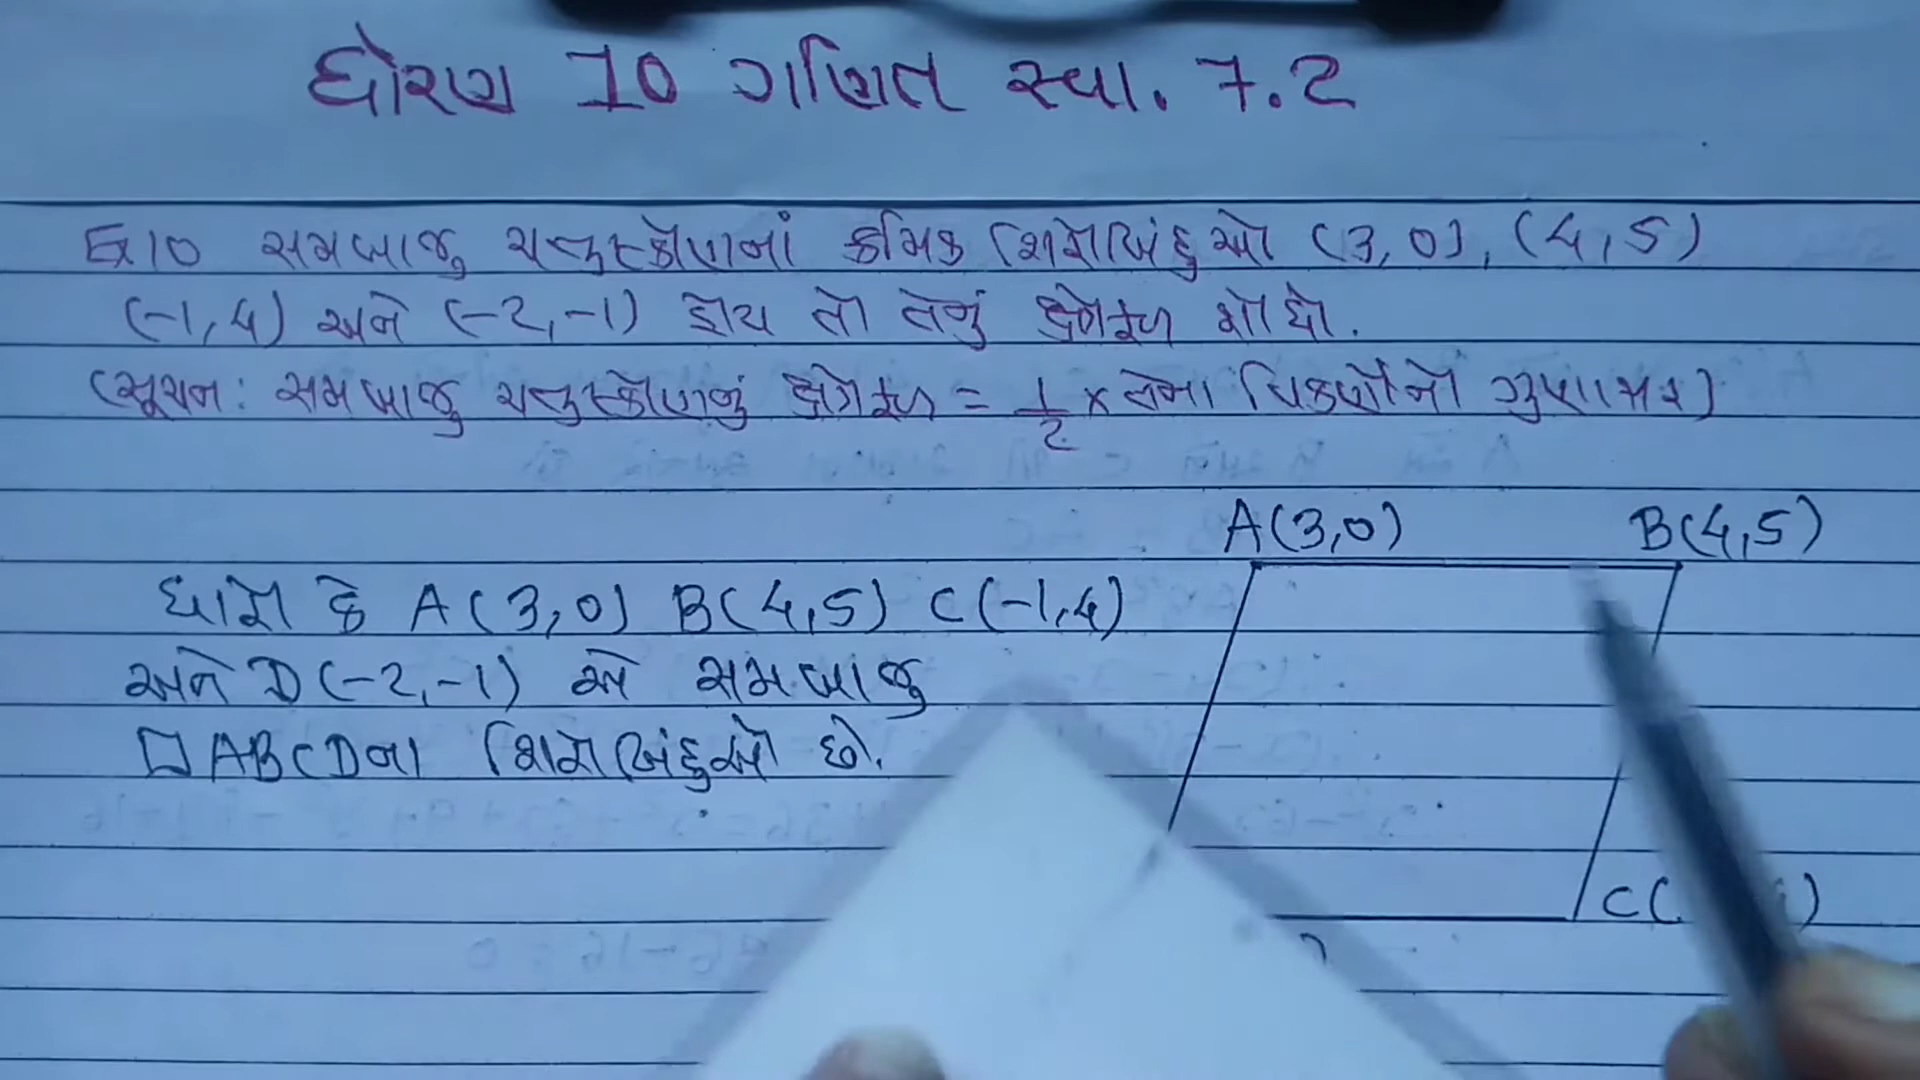 ધોરણ 10 ગણિત સ્વા. 7.2
Ex 10 સમબાજુ ચતુષ્કોણનાં ક્રમિક શિરોબિંદુઓ (3,0), (4,5)
(-1,4) અને (-2,-1) હોય તો તેનું ક્ષેત્રફળ શોધો.
(સૂચન: સમબાજુ ચતુષ્કોણનું ક્ષેત્રફળ = 1/2 × તેના વિકર્ણોનો ગુણાકાર)
A(3,0) B(4,5)
ધારો કે A(3,0) B(4,5) C(-1,4)
અને D(-2,-1) એ સમબાજુ
□ABCDના શિરોબિંદુઓ છે.
C(